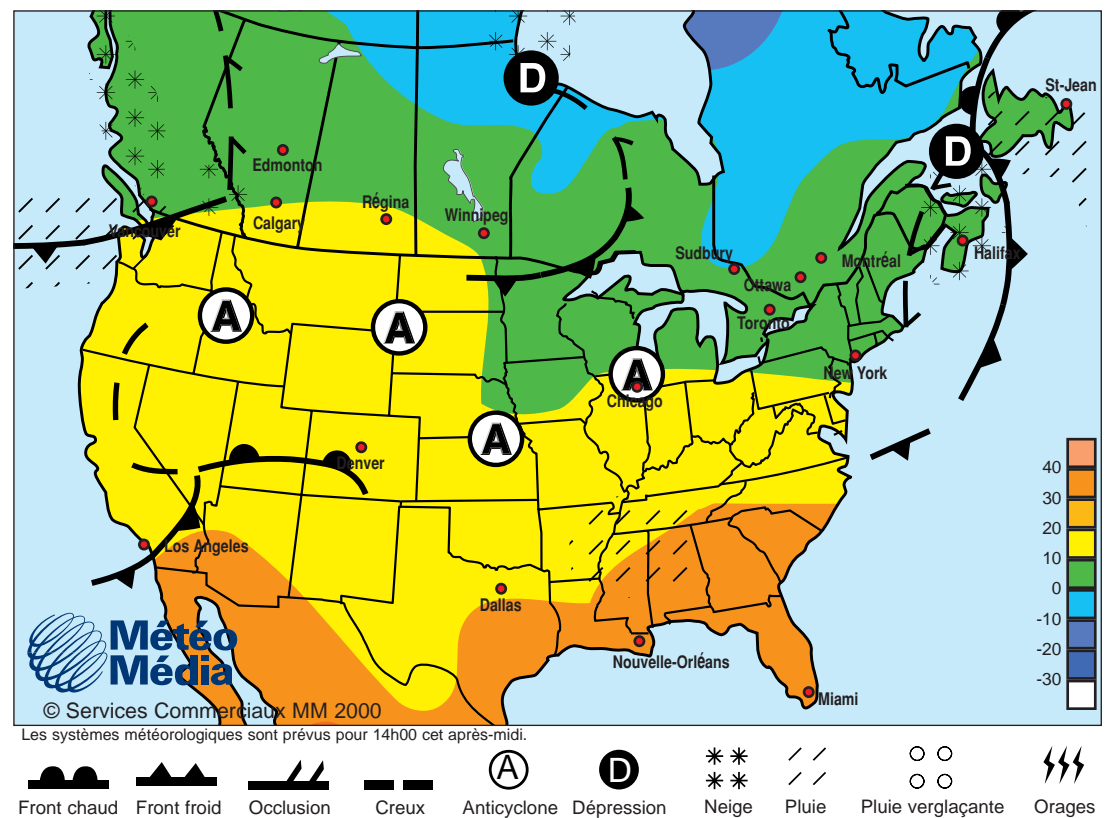 D
St-Jean
D
Edmonton
Régina
Calgary
Winnipeg
Vancouver
Sudbury
Montréal
Halifax
Ottawa
A
A
Toronto
A
New York
Chicago
A
Denver
40
30
Los Angeles
20
10
Dallas
0
-10
Météo
Média
-20
Nouvelle-Orléans
-30
Miami
© Services Commerciaux MM 2000
Les systèmes météorologiques sont prévus pour 14h00 cet après-midi.
A
D
Front chaud Front froid Occlusion Creux Anticyclone Dépression Neige Pluie Pluie verglaçante Orages